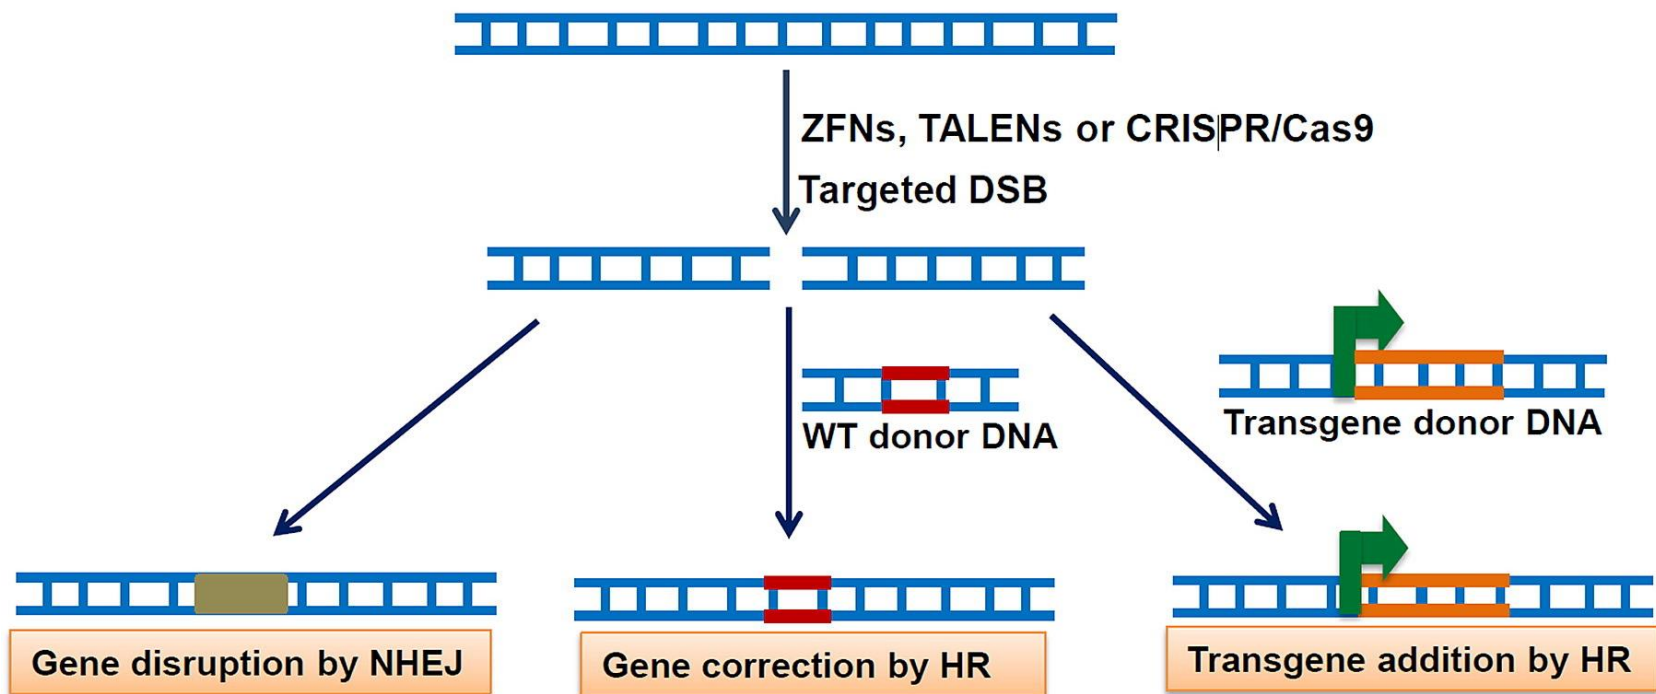 ZFNs, TALENs or CRISPR/Cas9
Targeted DSB
WT donor DNA
Transgene donor DNA
Gene disruption by NHEJ
Gene correction by HR
Transgene addition by HR